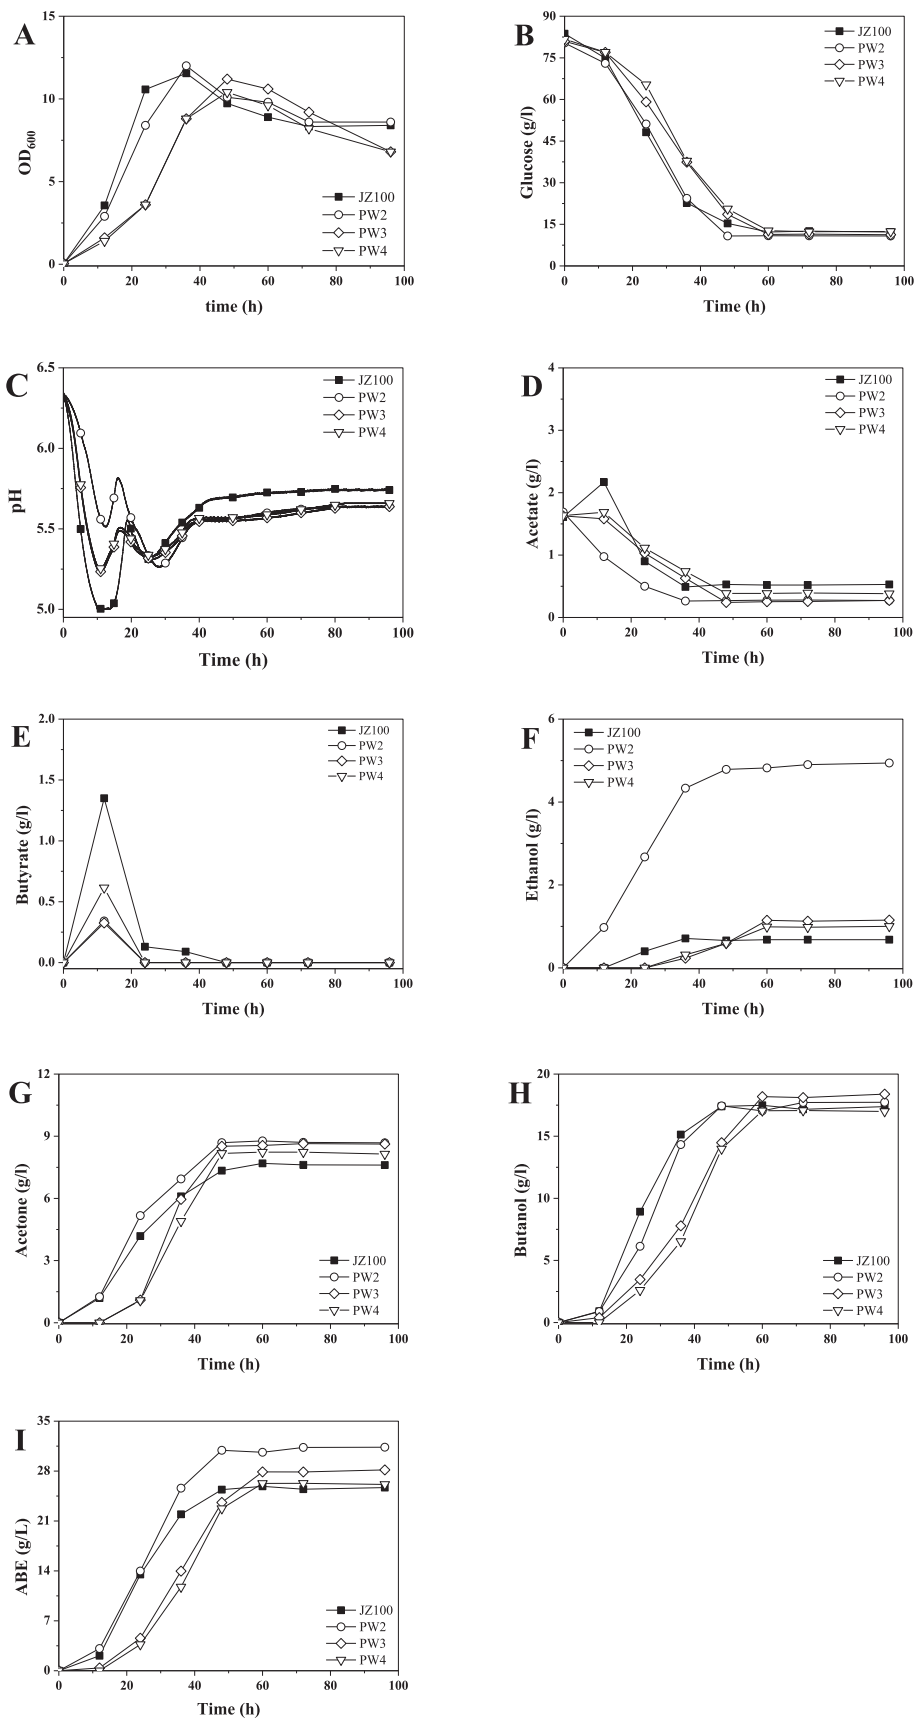 A
15
10
5
0
OD600
JZ100
PW2
PW3
PW4
0 20 40 60 80 100
time (h)
B
90
75
60
45
30
15
0
Glucose (g/l)
JZ100
PW2
PW3
PW4
0 20 40 60 80 100
Time (h)
C
6.5
6.0
5.5
5.0
pH
JZ100
PW2
PW3
PW4
0 20 40 60 80 100
Time (h)
D
4
3
2
1
0
Acetate (g/l)
JZ100
PW2
PW3
PW4
0 20 40 60 80 100
Time (h)
E
2.0
1.5
1.0
0.5
0.0
Butyrate (g/l)
JZ100
PW2
PW3
PW4
0 20 40 60 80 100
Time (h)
F
6
4
2
0
Ethanol (g/l)
JZ100
PW2
PW3
PW4
0 20 40 60 80 100
Time (h)
G
12
9
6
3
0
Acetone (g/l)
JZ100
PW2
PW3
PW4
0 20 40 60 80 100
Time (h)
H
20
15
10
5
0
Butanol (g/l)
JZ100
PW2
PW3
PW4
0 20 40 60 80 100
Time (h)
I
35
28
21
14
7
0
ABE (g/L)
JZ100
PW2
PW3
PW4
0 20 40 60 80 100
Time (h)